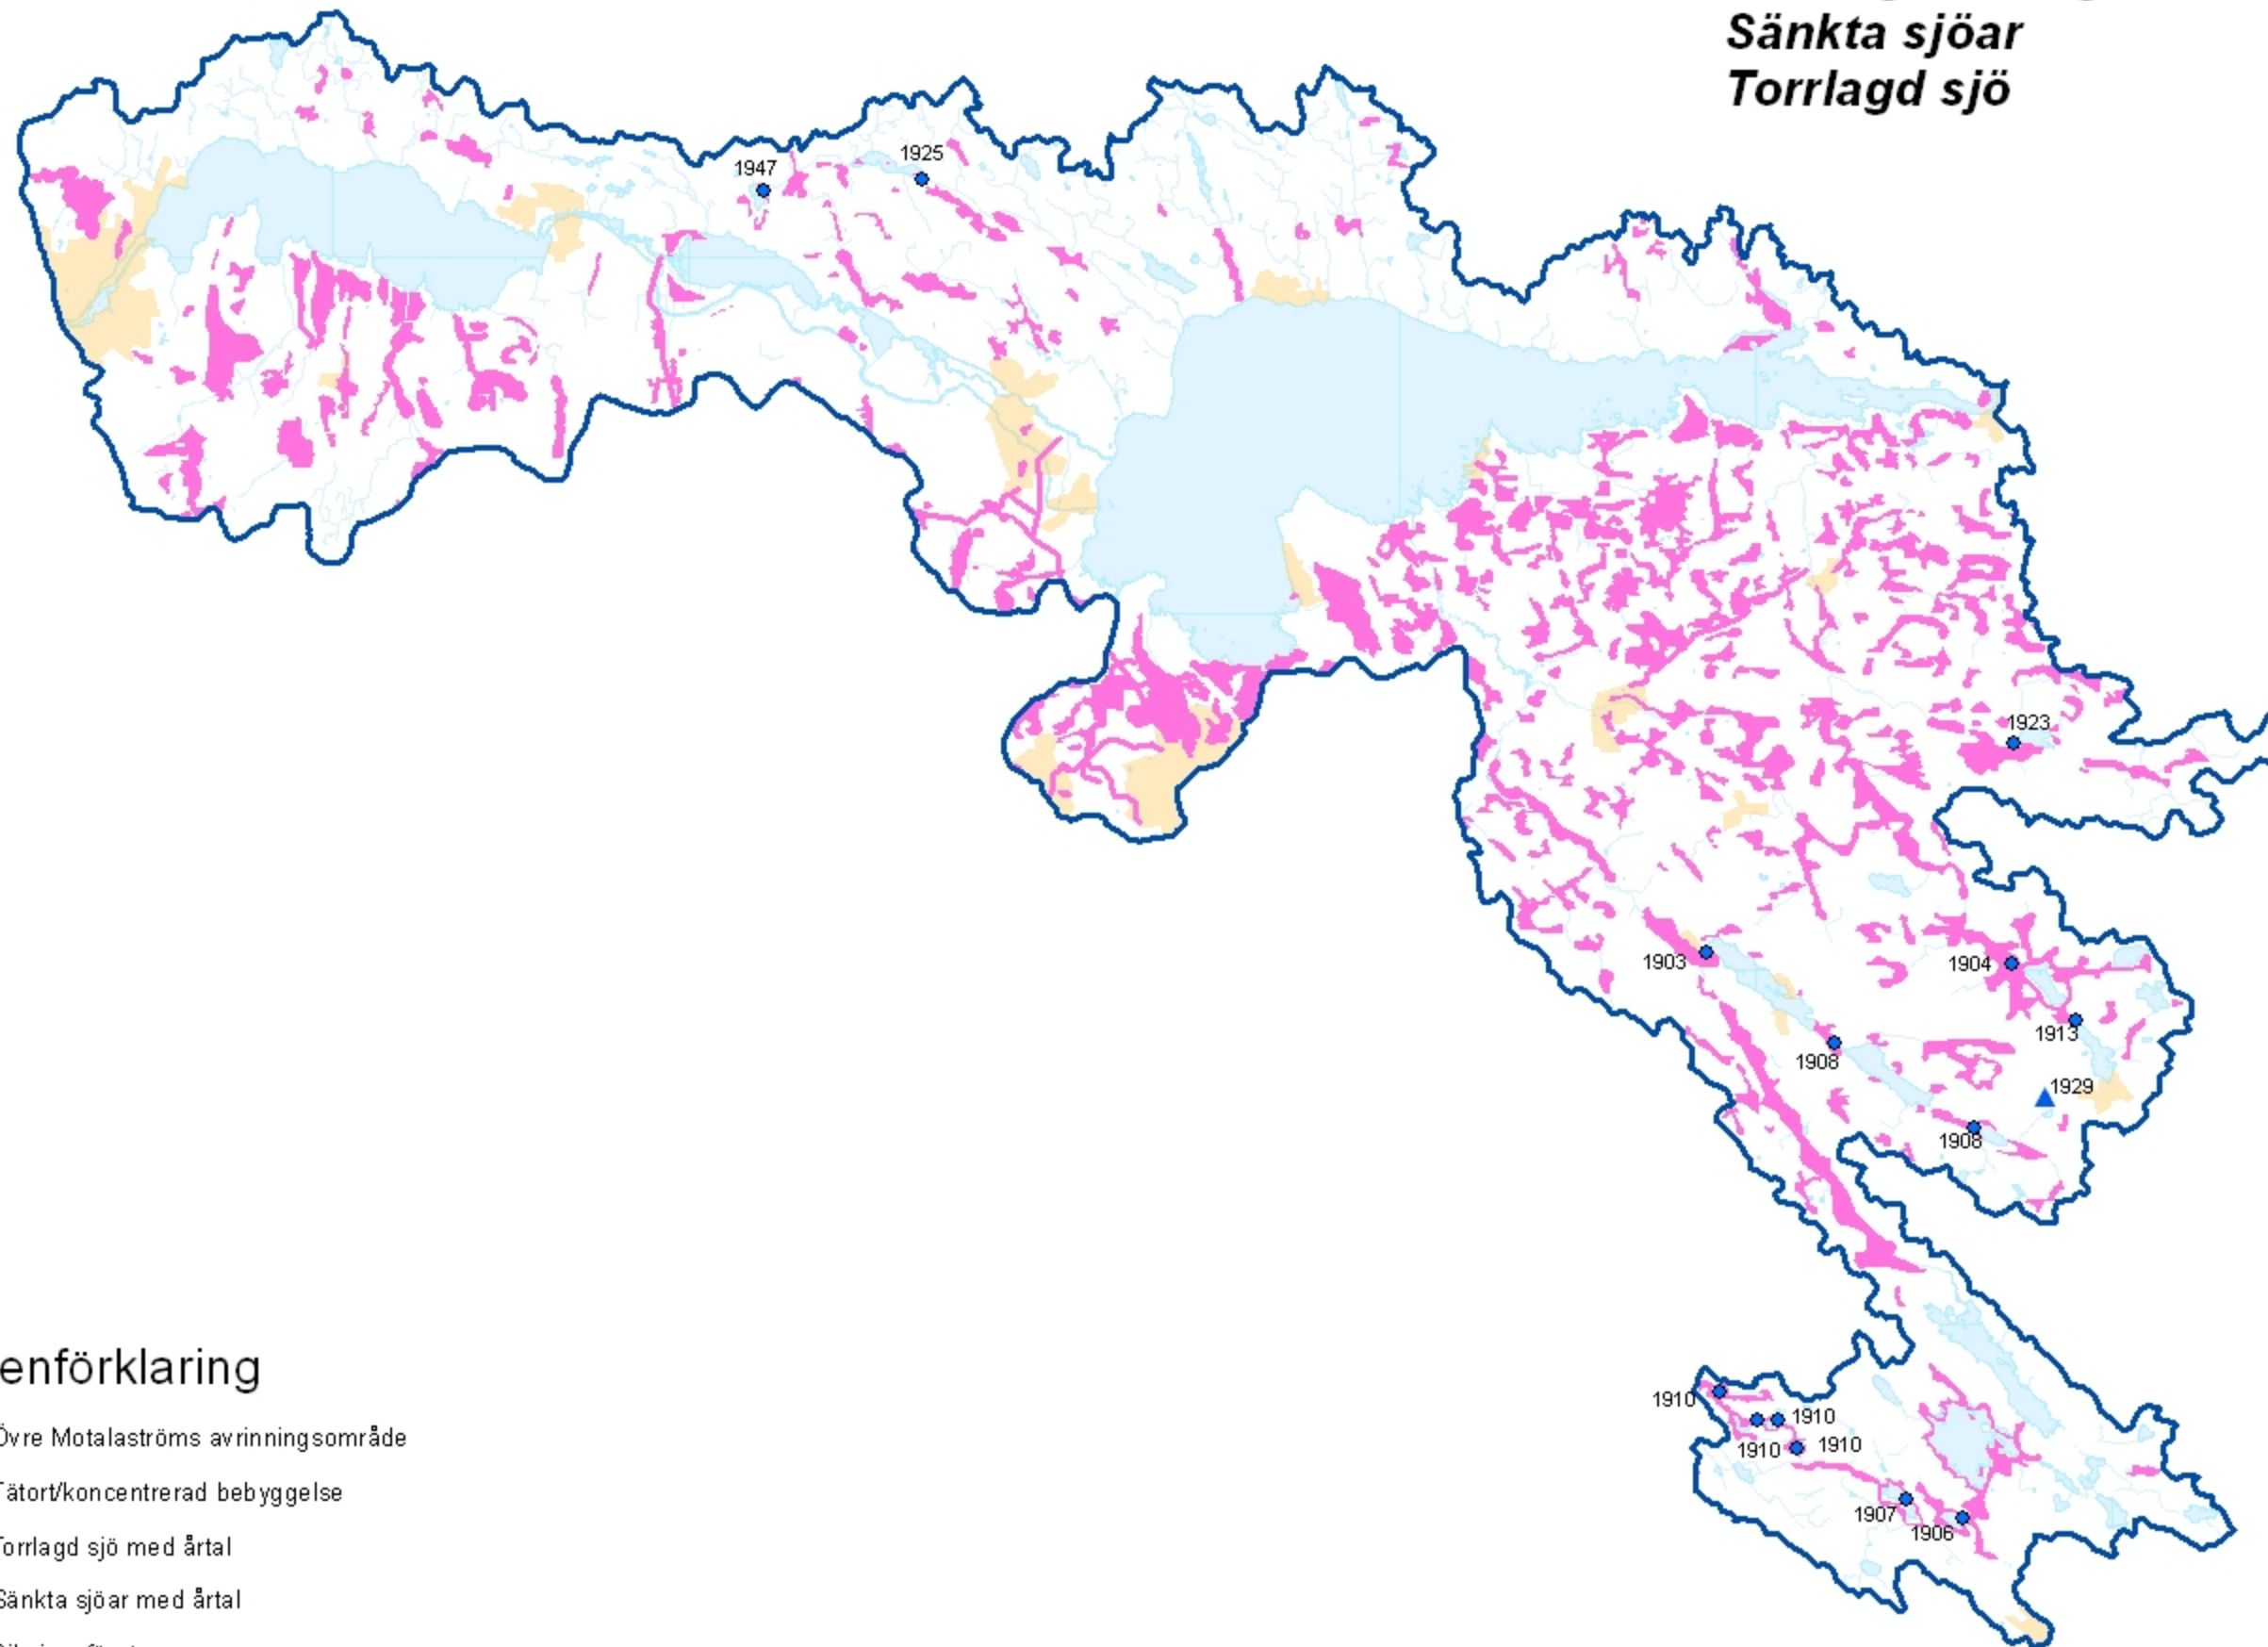 Sänkta sjöar
Torrlagd sjö
1947
1925
1923
1903
1904
1913
1908
1929
1908
1910
1910
1910
1910
1907
1906
enförklaring
Övre Motalaströms avrinningsområde
Tätort/koncentrerad bebyggelse
Torrlagd sjö med årtal
Sänkta sjöar med årtal